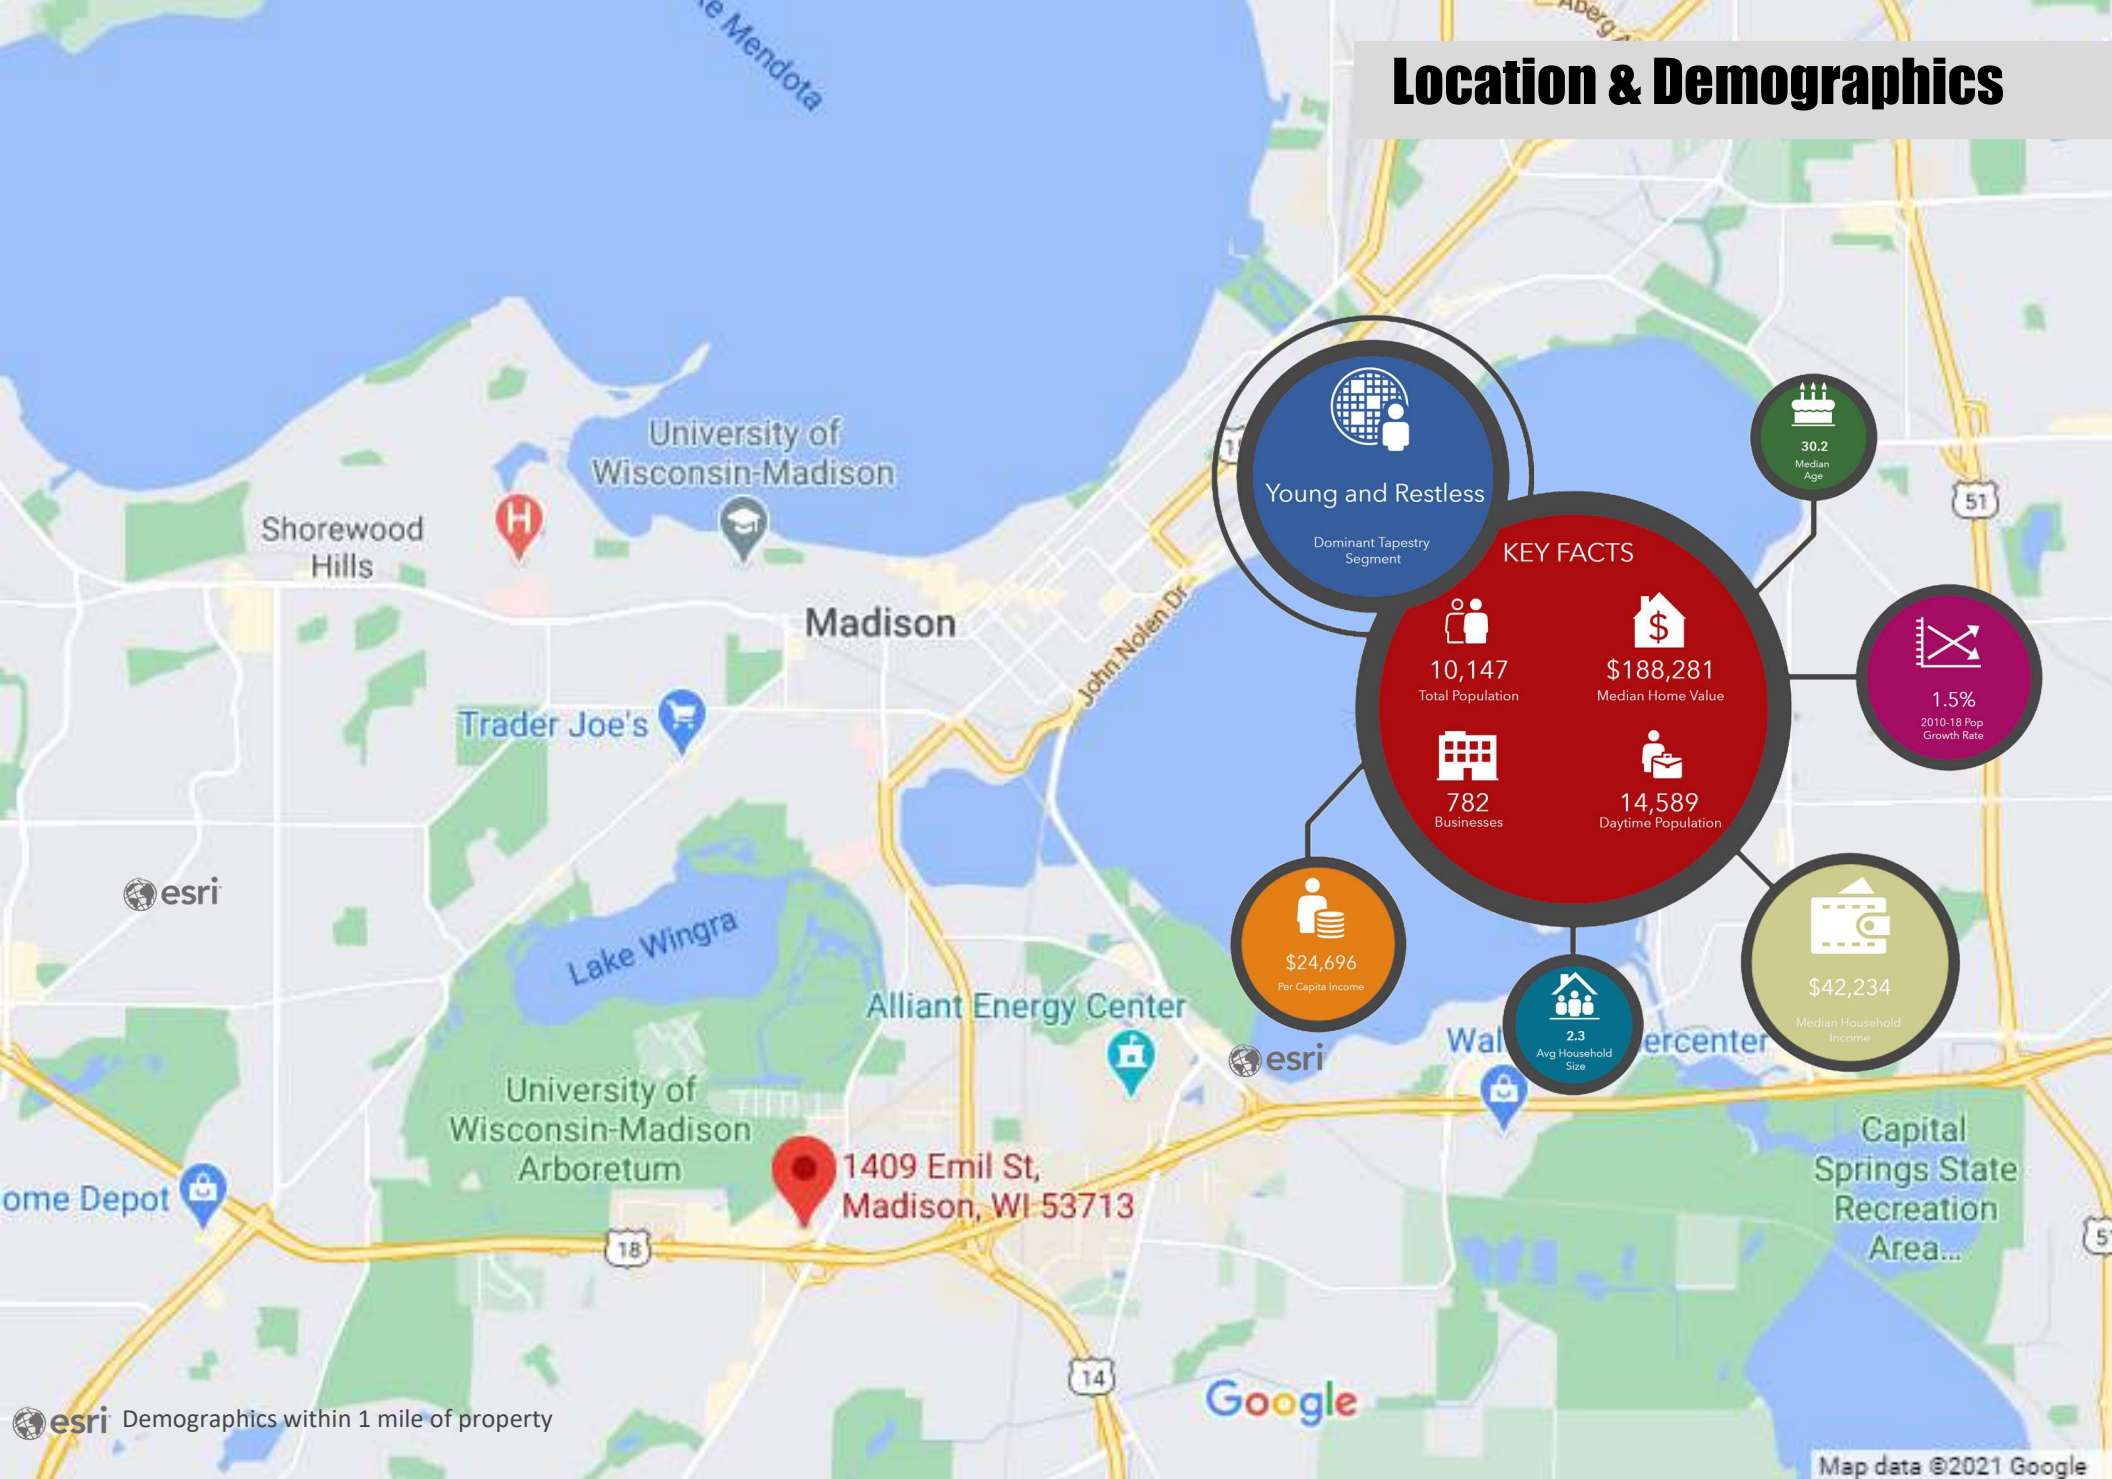 Location & Demographics
Mendota
University of
Wisconsin-Madison
Shorewood
Hills
H
Madison
John Nolen Dr
Trader Joe's
esri
Lake Wingra
Alliant Energy Center
University of
Wisconsin-Madison
Arboretum
1409 Emil St,
Madison, WI 53713
ome Depot
18
14
51
Capital
Springs State
Recreation
Area...
Wal
ercenter
esri
Young and Restless
Dominant Tapestry
Segment
KEY FACTS
10,147
Total Population
$188,281
Median Home Value
782
Businesses
14,589
Daytime Population
30.2
Median
Age
1.5%
2010-18 Pop
Growth Rate
$24,696
Per Capita Income
2.3
Avg Household
Size
$42,234
Median Household
Income
esri Demographics within 1 mile of property
Google
Map data ©2021 Google